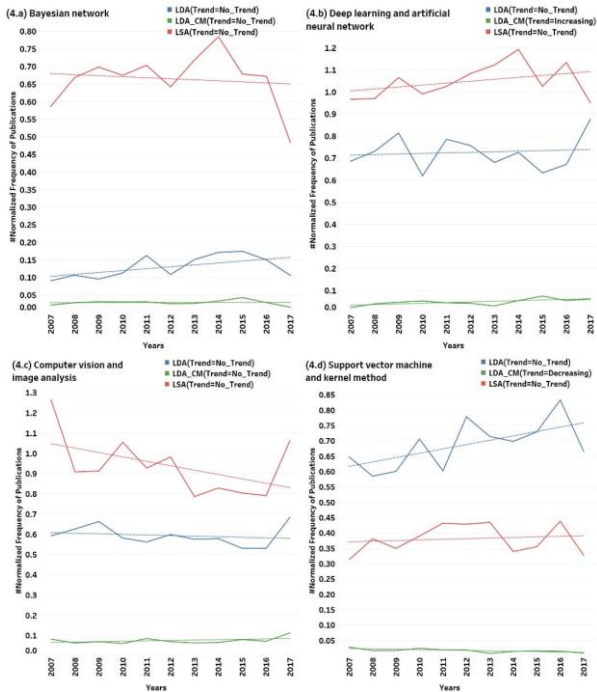 (4.a) Bayesian network
LDA(Trend=No_Trend)
LDA_CM(Trend=No_Trend)
LSA(Trend=No_Trend)
#Normalized Frequency of Publications
0.80
0.75
0.70
0.65
0.60
0.55
0.50
0.45
0.40
0.35
0.30
0.25
0.20
0.15
0.10
0.05
0.00
2007 2008 2009 2010 2011 2012 2013 2014 2015 2016 2017
Years
(4.b) Deep learning and artificial
neural network
LDA(Trend=No_Trend)
LDA_CM(Trend=Increasing)
LSA(Trend=No_Trend)
#Normalized Frequency of Publications
1.2
1.1
1.0
0.9
0.8
0.7
0.6
0.5
0.4
0.3
0.2
0.1
0.0
2007 2008 2009 2010 2011 2012 2013 2014 2015 2016 2017
Years
(4.c) Computer vision and
image analysis
LDA(Trend=No_Trend)
LDA_CM(Trend=No_Trend)
LSA(Trend=No_Trend)
#Normalized Frequency of Publications
1.3
1.2
1.1
1.0
0.9
0.8
0.7
0.6
0.5
0.4
0.3
0.2
0.1
0.0
2007 2008 2009 2010 2011 2012 2013 2014 2015 2016 2017
Years
(4.d) Support vector machine
and kernel method
LDA(Trend=No_Trend)
LDA_CM(Trend=Decreasing)
LSA(Trend=No_Trend)
#Normalized Frequency of Publications
0.85
0.80
0.75
0.70
0.65
0.60
0.55
0.50
0.45
0.40
0.35
0.30
0.25
0.20
0.15
0.10
0.05
2007 2008 2009 2010 2011 2012 2013 2014 2015 2016 2017
Years